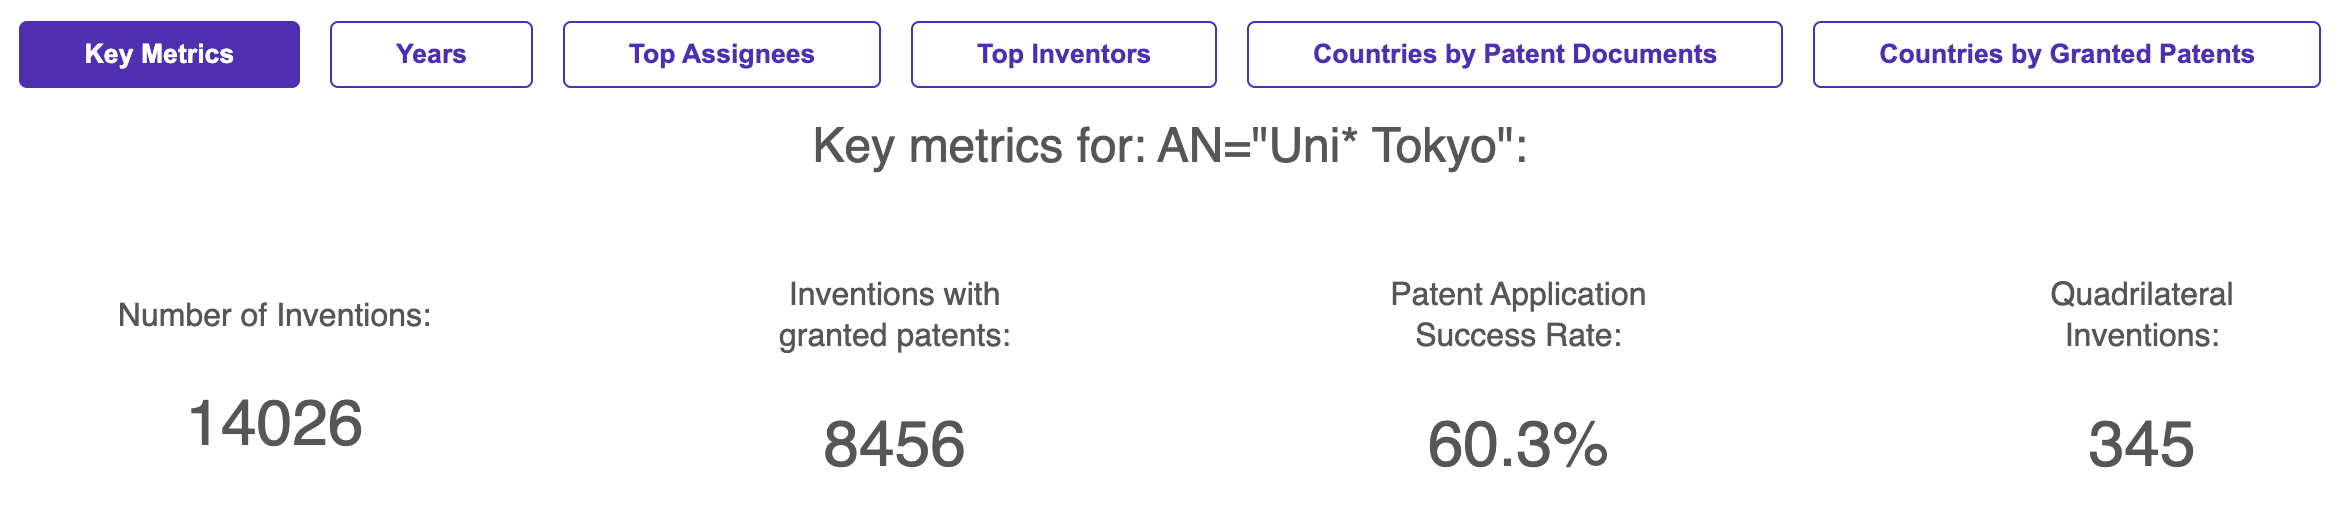 Key Metrics
Years
Top Assignees
Top Inventors
Countries by Patent Documents
Countries by Granted Patents
Key metrics for: AN="Uni* Tokyo":
Number of Inventions:
14026
Inventions with
granted patents:
8456
Patent Application
Success Rate:
60.3%
Quadrilateral
Inventions:
345